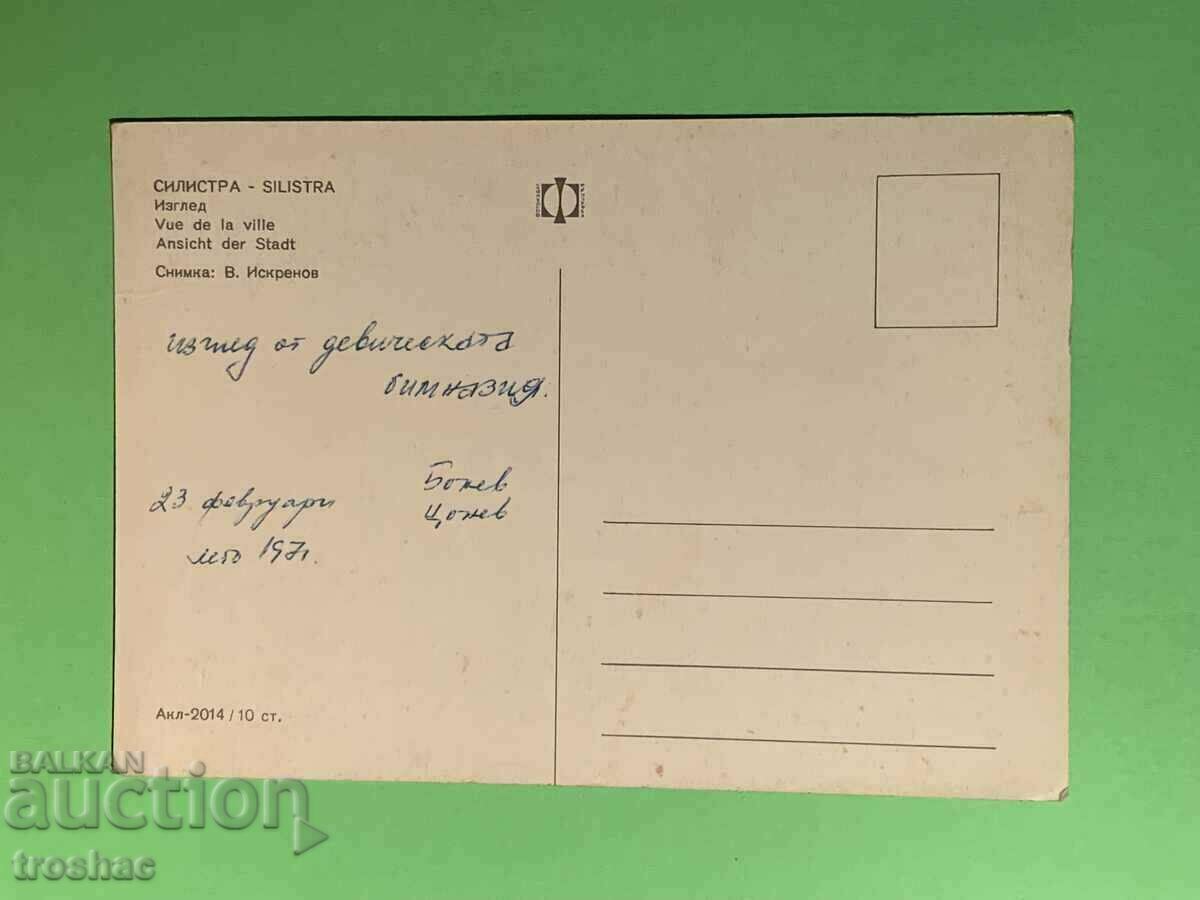 СИЛИСТРА - SILISTRA
Изглед
Vue de la ville
Ansicht der Stadt
Снимка: В. Искренов
изглед от девическата
гимназия.
Божев
Цонев
23 февруари
лето 1971.
Акл-2014/10 ст.
BALKAN
auction
troshac